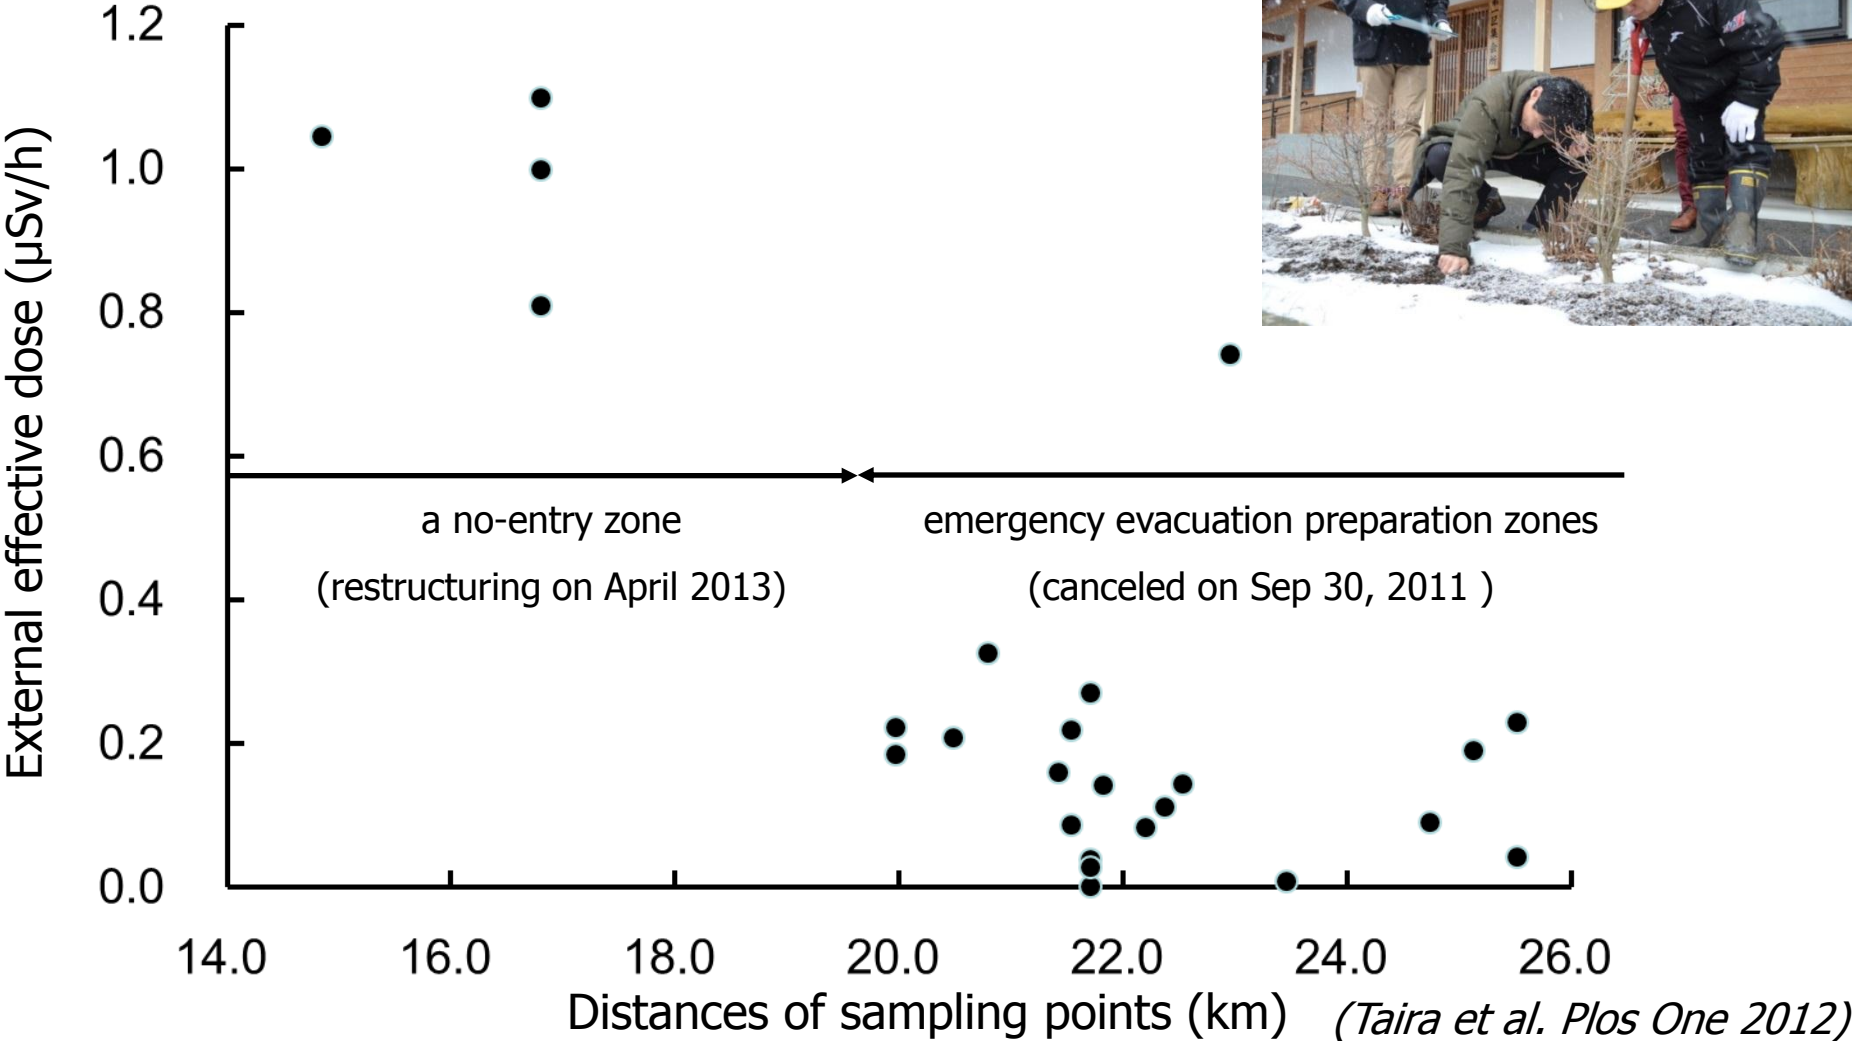 External effective dose (μSv/h)
1.2
1.0
0.8
0.6
0.4
0.2
0.0
a no-entry zone
(restructuring on April 2013)
emergency evacuation preparation zones
(canceled on Sep 30, 2011 )
14.0 16.0 18.0 20.0 22.0 24.0 26.0
Distances of sampling points (km)
(Taira et al. Plos One 2012)